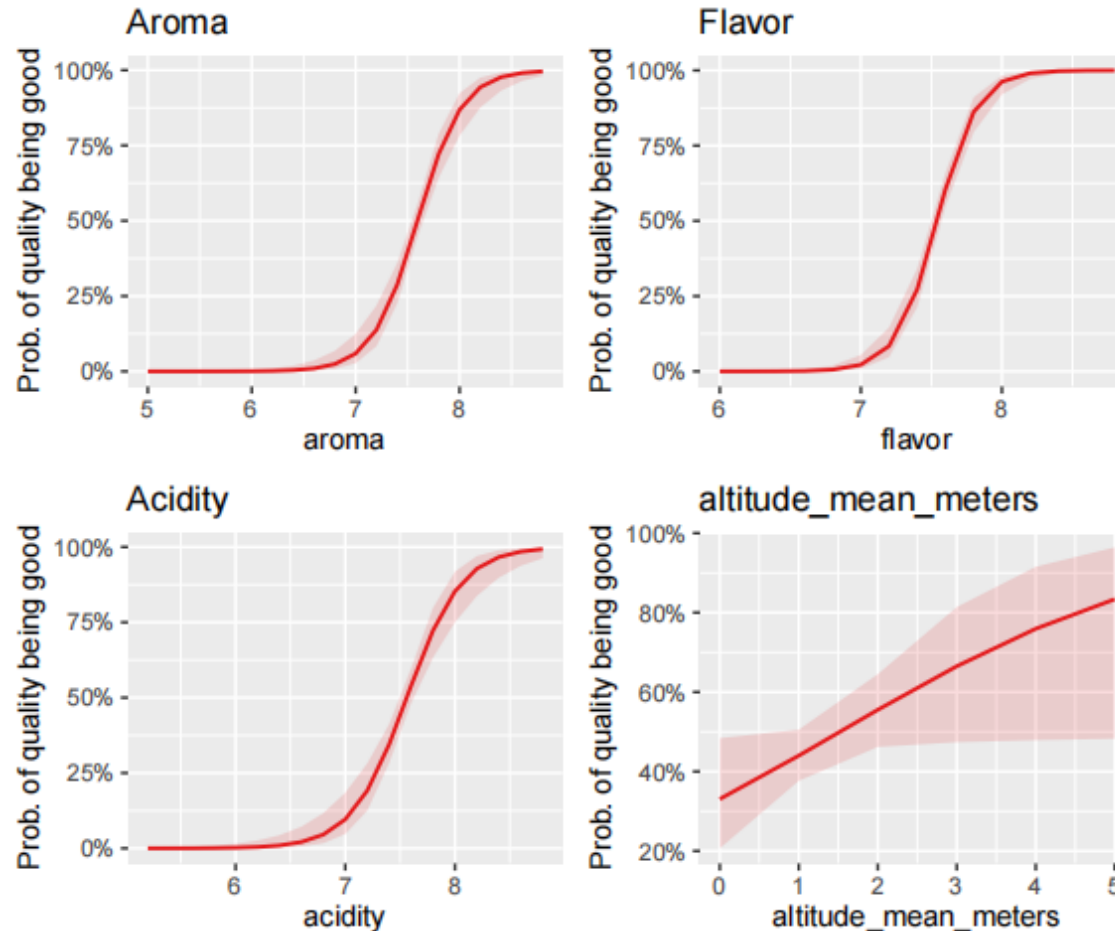 Aroma
Prob. of quality being good
100%
75%
50%
25%
0%
5 6 7 8
aroma
Flavor
Prob. of quality being good
100%
75%
50%
25%
0%
6 7 8
flavor
Acidity
Prob. of quality being good
100%
75%
50%
25%
0%
6 7 8
acidity
altitude_mean_meters
Prob. of quality being good
100%
80%
60%
40%
20%
0 1 2 3 4 5
altitude_mean_meters